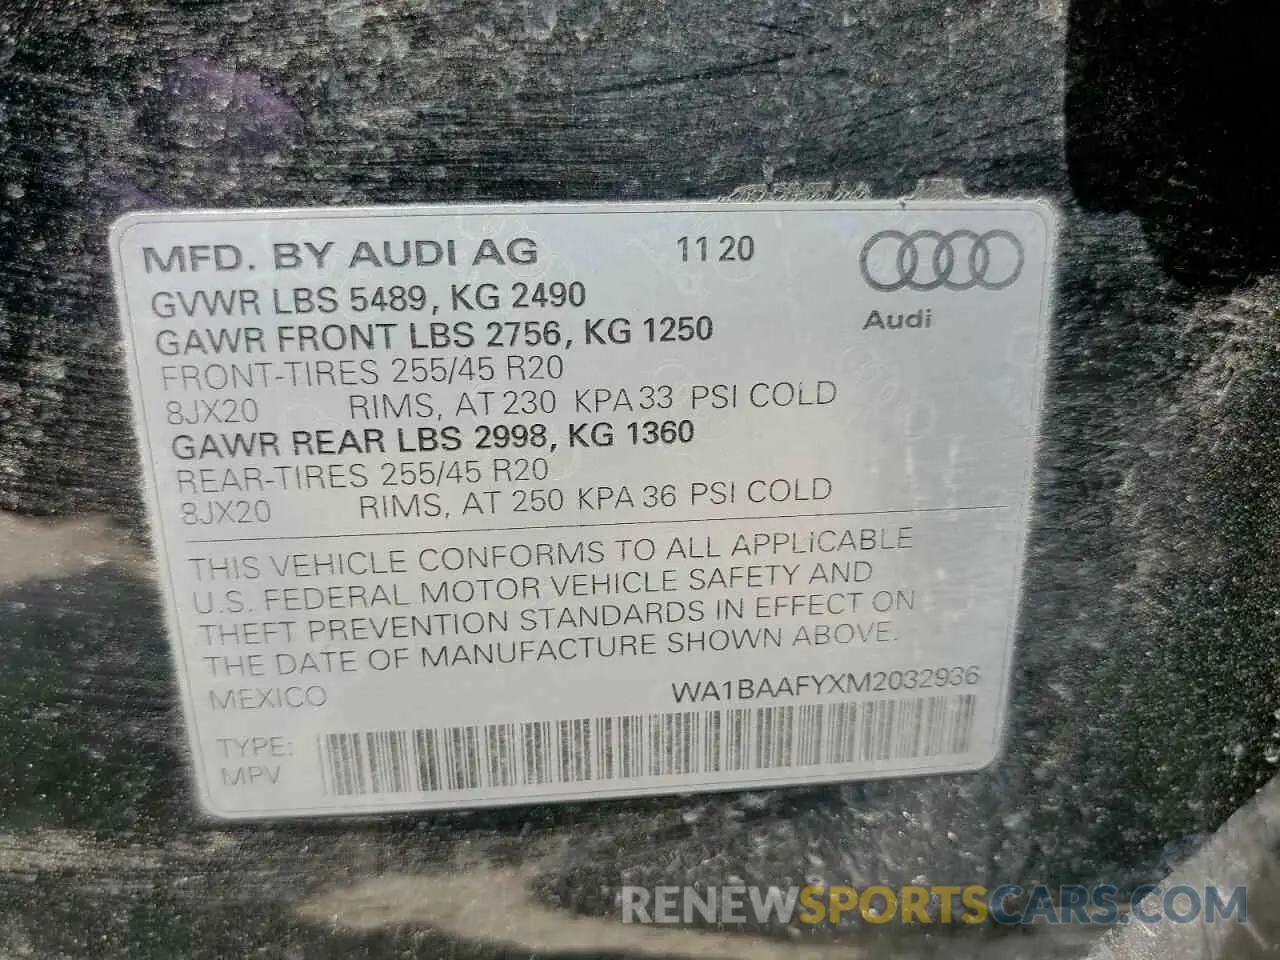 MFD. BY AUDI AG 11 20
GVWR LBS 5489, KG 2490
GAWR FRONT LBS 2756, KG 1250
Audi
FRONT-TIRES 255/45 R20
8JX20 RIMS, AT 230 KPA 33 PSI COLD
GAWR REAR LBS 2998, KG 1360
REAR-TIRES 255/45 R20
8JX20 RIMS, AT 250 KPA 36 PSI COLD
THIS VEHICLE CONFORMS TO ALL APPLICABLE
U.S. FEDERAL MOTOR VEHICLE SAFETY AND
THEFT PREVENTION STANDARDS IN EFFECT ON
THE DATE OF MANUFACTURE SHOWN ABOVE.
MEXICO WA1BAAFYXM2032936
TYPE:
MPV
RENEWSPORTSCARS.COM